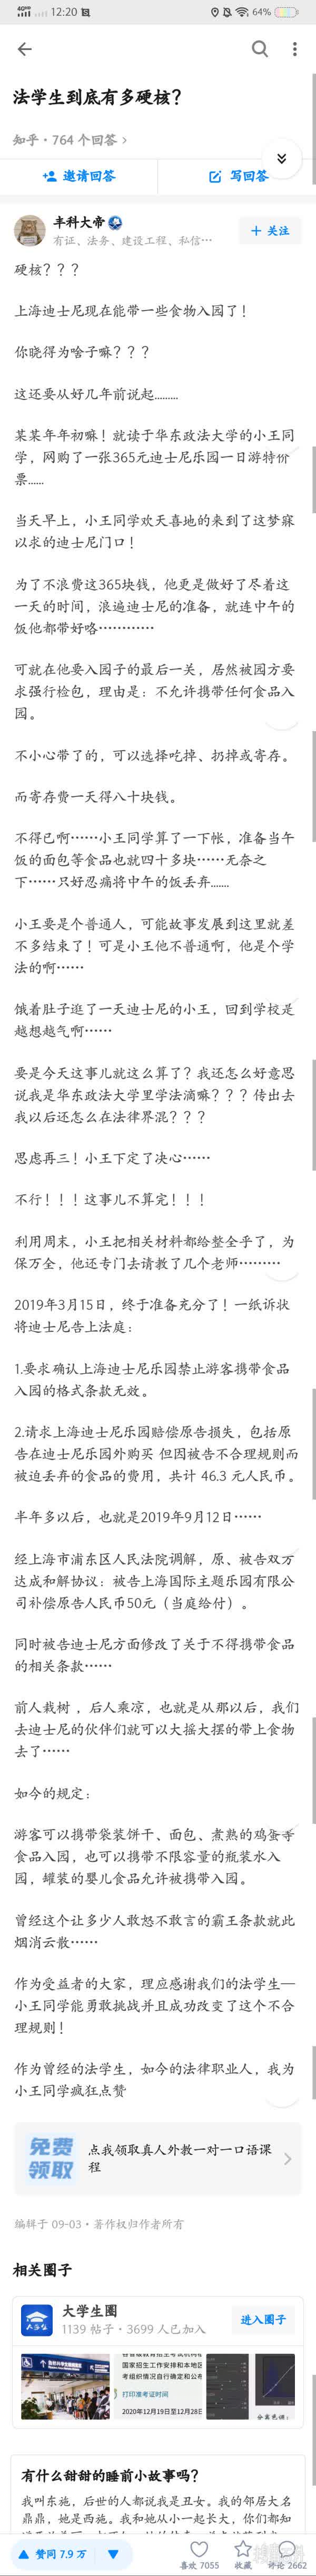 4G 12:20 64%
法学生到底有多硬核？
知乎・764 个回答 >
邀请回答 写回答
丰科大帝
有证、法务、建设工程，私信… + 关注
硬核？？？
上海迪士尼现在能带一些食物入园了！
你晓得为啥子嘛？？？
这还要从好几年前说起………
某某年年初嘛！就读于华东政法大学的小王同
学，网购了一张365元迪士尼乐园一日游特价
票……
当天早上，小王同学欢天喜地的来到了这梦寐
以求的迪士尼门口！
为了不浪费这365块钱，他更是做好了尽着这
一天的时间，浪遍迪士尼的准备，就连中午的
饭他都带好咯…………
可就在他要入园子的最后一关，居然被园方要
求强行检包，理由是：不允许携带任何食品入
园。
不小心带了的，可以选择吃掉、扔掉或寄存。
而寄存费一天得八十块钱。
不得已啊……小王同学算了一下帐，准备当午
饭的面包等食品也就四十多块……无奈之
下……只好忍痛将中午的饭丢弃……
小王要是个普通人，可能故事发展到这里就差
不多结束了！可是小王他不普通啊，他是个学
法的啊……
饿着肚子逛了一天迪士尼的小王，回到学校是
越想越气啊……
要是今天这事儿就这么算了？我还怎么好意思
说我是华东政法大学里学法滴嘛？？？传出去
我以后还怎么在法律界混？？？
思虑再三！小王下定了决心……
不行！！！这事儿不算完！！！
利用周末，小王把相关材料都给整全乎了，为
保万全，他还专门去请教了几个老师………
2019年3月15日，终于准备充分了！一纸诉状
将迪士尼告上法庭：
1.要求确认上海迪士尼乐园禁止游客携带食品
入园的格式条款无效。
2.请求上海迪士尼乐园赔偿原告损失，包括原
告在迪士尼乐园外购买 但因被告不合理规则而
被迫丢弃的食品的费用，共计 46.3 元人民币。
半年多以后，也就是2019年9月12日……
经上海市浦东区人民法院调解，原、被告双方
达成和解协议：被告上海国际主题乐园有限公
司补偿原告人民币50元（当庭给付）。
同时被告迪士尼方面修改了关于不得携带食品
的相关条款……
前人栽树 ，后人乘凉，也就是从那以后，我们
去迪士尼的伙伴们就可以大摇大摆的带上食物
去了……
如今的规定：
游客可以携带袋装饼干、面包、煮熟的鸡蛋等
食品入园，也可以携带不限容量的瓶装水入
园，罐装的婴儿食品允许被携带入园。
曾经这个让多少人敢怒不敢言的霸王条款就此
烟消云散……
作为受益者的大家，理应感谢我们的法学生—
小王同学能勇敢挑战并且成功改变了这个不合
理规则！
作为曾经的法学生，如今的法律职业人，我为
小王同学疯狂点赞
免费
领取
点我领取真人外教一对一口语课
程
编辑于 09-03・著作权归作者所有
相关圈子
大学生圈
1139 帖子・3699 人已加入
进入圈子
国家招生工作安排和本地区
考组织情况自行确定和公布
打印准考证时间
2020年12月19日至12月28日
有什么甜甜的睡前小故事吗？
我叫东施，后世的人都说我是丑女。我的邻居大名
鼎鼎，她是西施。我和她从小一起长大，你们都知
赞同 7.9 万
喜欢 7055 收藏 评论 2662